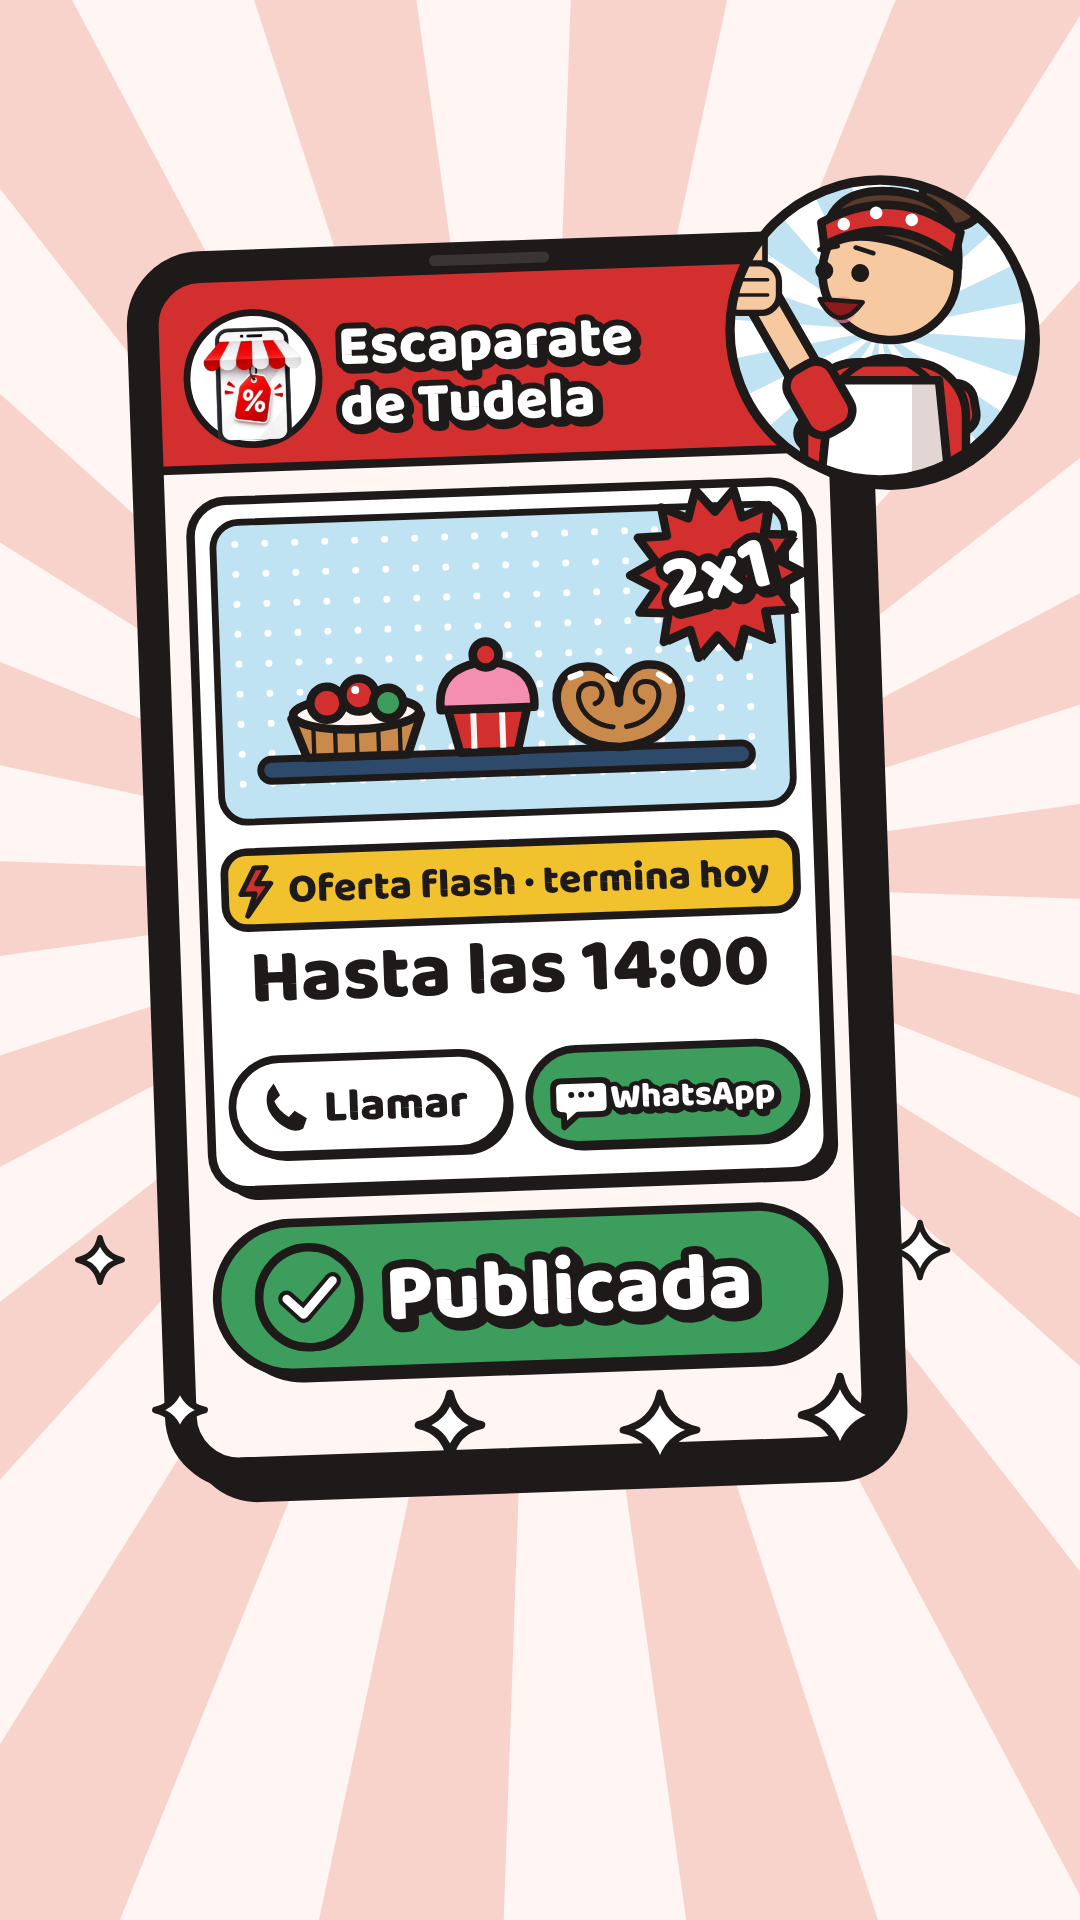 %
Escaparate
de Tudela
2x1
Oferta flash · termina hoy
Hasta las 14:00
Llamar
WhatsApp
Publicada